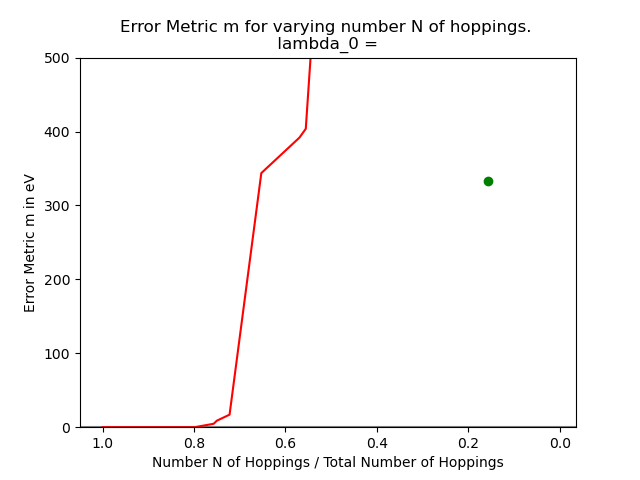 Error Metric m for varying number N of hoppings.
lambda_0 =
500
400
300
200
100
0
Error Metric m in eV
1.0 0.8 0.6 0.4 0.2 0.0
Number N of Hoppings / Total Number of Hoppings